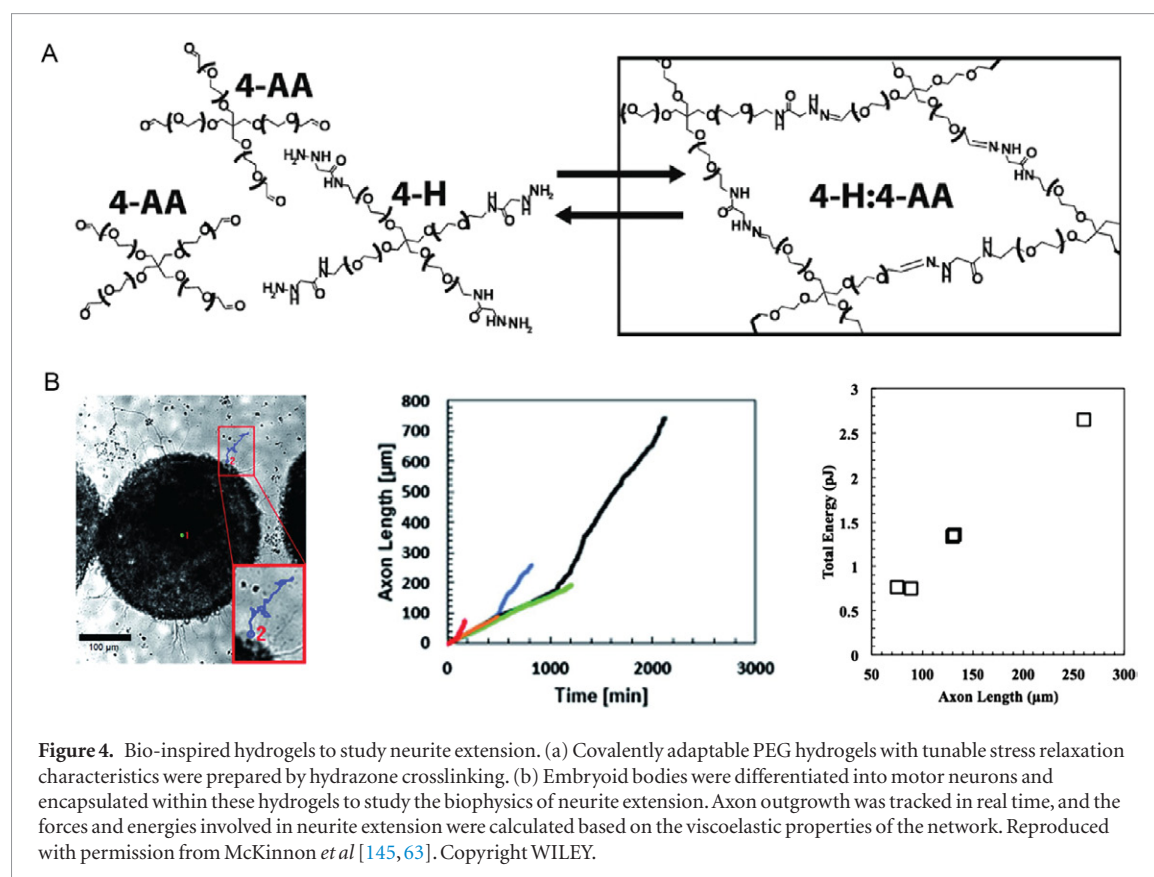 A
4-AA
4-AA
4-H
4-H:4-AA
B
2
1
2
100 µm
800
700
600
500
400
300
200
100
0
Axon Length [µm]
0
1000
2000
3000
Time [min]
3
2.5
2
1.5
1
0.5
0
Total Energy (pJ)
50
100
150
200
250
300
Axon Length (µm)
Figure 4. Bio-inspired hydrogels to study neurite extension. (a) Covalently adaptable PEG hydrogels with tunable stress relaxation
characteristics were prepared by hydrazone crosslinking. (b) Embryoid bodies were differentiated into motor neurons and
encapsulated within these hydrogels to study the biophysics of neurite extension. Axon outgrowth was tracked in real time, and the
forces and energies involved in neurite extension were calculated based on the viscoelastic properties of the network. Reproduced
with permission from McKinnon et al [145, 63]. Copyright WILEY.